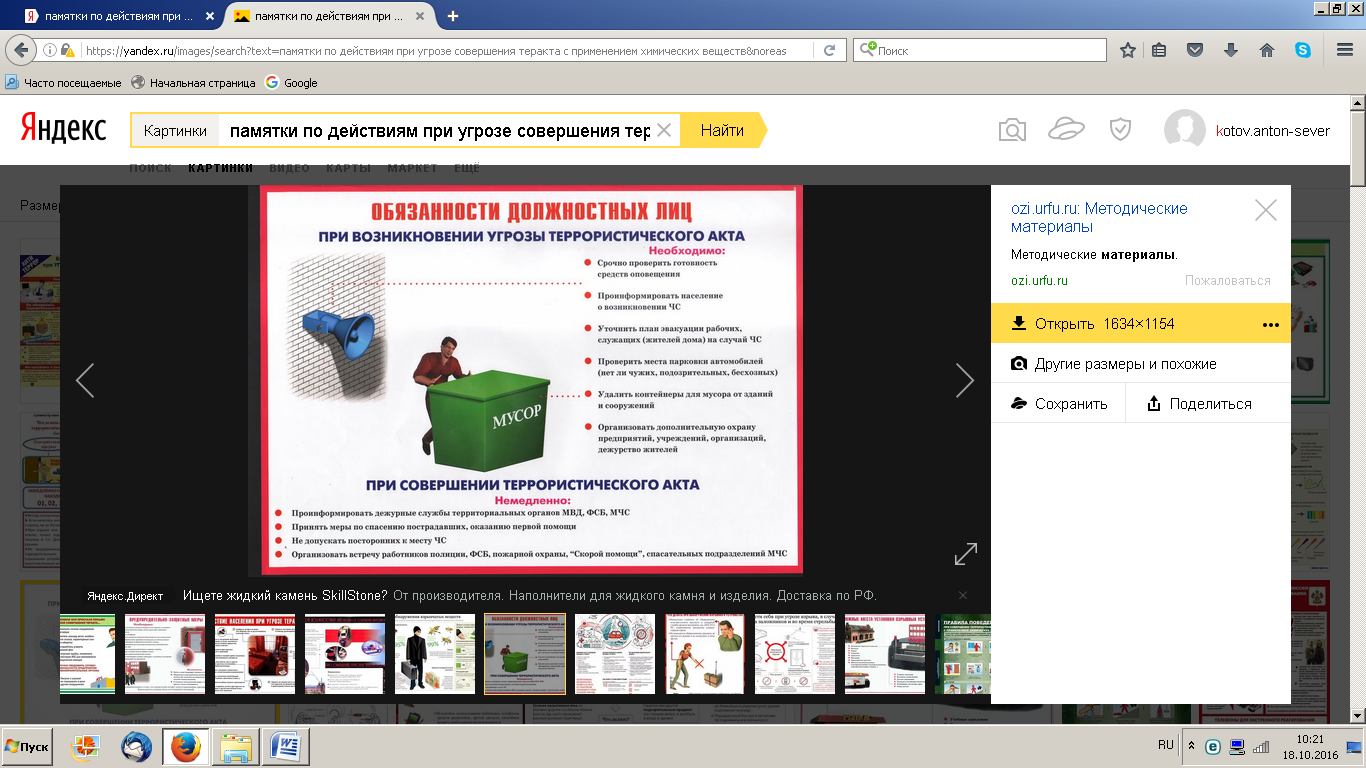 памятки по действиям при ...
памятки по действиям при ...
https://yandex.ru/images/search?text=памятки по действиям при угрозе совершения теракта с применением химических веществ&noreas
Поиск
Часто посещаемые
Начальная страница
Google
Яндекс
Картинки
памятки по действиям при угрозе совершения тер
Найти
kotov.anton-sever
ПОИСК КАРТИНКИ ВИДЕО КАРТЫ МАРКЕТ ЕЩЁ
Размер
ОБЯЗАННОСТИ ДОЛЖНОСТНЫХ ЛИЦ
ПРИ ВОЗНИКНОВЕНИИ УГРОЗЫ ТЕРРОРИСТИЧЕСКОГО АКТА
Необходимо:
Срочно проверить готовность
средств оповещения
Проинформировать население
о возникновении ЧС
Уточнить план эвакуации рабочих,
служащих (жителей дома) на случай ЧС
Проверить места парковки автомобилей
(нет ли чужих, подозрительных, бесхозных)
Удалить контейнеры для мусора от зданий
и сооружений
Организовать дополнительную охрану
предприятий, учреждений, организаций,
дежурство жителей
МУСОР
ПРИ СОВЕРШЕНИИ ТЕРРОРИСТИЧЕСКОГО АКТА
Немедленно:
Проинформировать дежурные службы территориальных органов МВД, ФСБ, МЧС
Принять меры по спасению пострадавших, оказанию первой помощи
Не допускать посторонних к месту ЧС
Организовать встречу работников полиции, ФСБ, пожарной охраны, "Скорой помощи", спасательных подразделений МЧС
ozi.urfu.ru: Методические
материалы
Методические материалы.
ozi.urfu.ru
Пожаловаться
Открыть 1634×1154
Другие размеры и похожие
Сохранить
Поделиться
Яндекс.Директ
Ищете жидкий камень SkillStone? От производителя. Наполнители для жидкого камня и изделия. Доставка по РФ.
Пуск
RU
10:21
18.10.2016